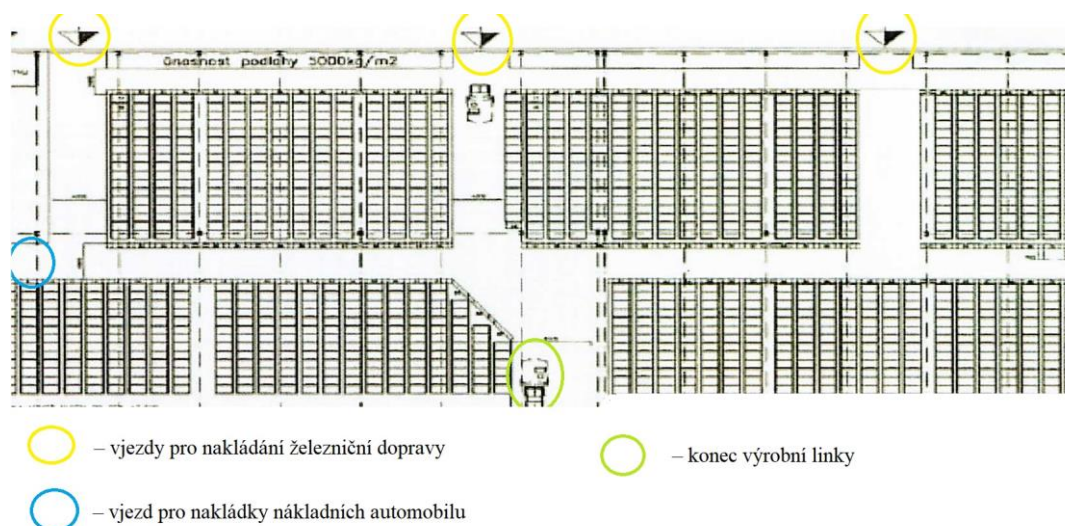 únosnost podlahy 5000kg/m2
– vjezdy pro nakládání železniční dopravy
– konec výrobní linky
– vjezd pro nakládky nákladních automobilu